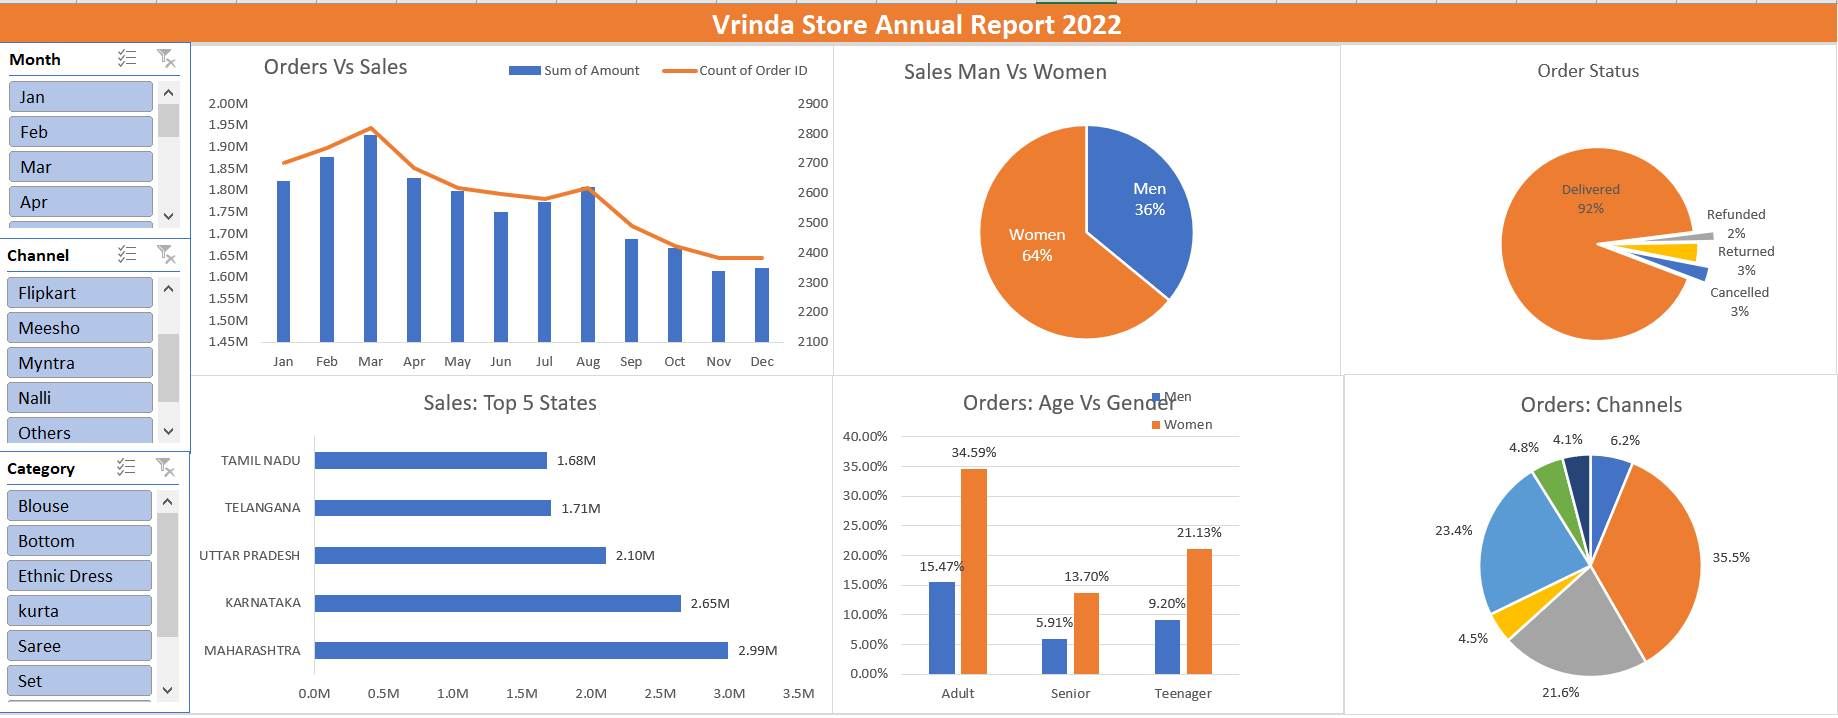 Vrinda Store Annual Report 2022
Month
Jan
Feb
Mar
Apr
Channel
Flipkart
Meesho
Myntra
Nalli
Others
Category
Blouse
Bottom
Ethnic Dress
kurta
Saree
Set
Orders Vs Sales
Sum of Amount
Count of Order ID
2.00M
1.95M
1.90M
1.85M
1.80M
1.75M
1.70M
1.65M
1.60M
1.55M
1.50M
1.45M
2900
2800
2700
2600
2500
2400
2300
2200
2100
Jan Feb Mar Apr May Jun Jul Aug Sep Oct Nov Dec
Sales Man Vs Women
Men
36%
Women
64%
Order Status
Delivered
92%
Refunded
2%
Returned
3%
Cancelled
3%
Sales: Top 5 States
TAMIL NADU 1.68M
TELANGANA 1.71M
UTTAR PRADESH 2.10M
KARNATAKA 2.65M
MAHARASHTRA 2.99M
0.0M 0.5M 1.0M 1.5M 2.0M 2.5M 3.0M 3.5M
Orders: Age Vs Gender
Men
Women
40.00%
35.00%
30.00%
25.00%
20.00%
15.00%
10.00%
5.00%
0.00%
15.47%
34.59%
5.91%
13.70%
9.20%
21.13%
Adult Senior Teenager
Orders: Channels
6.2%
35.5%
21.6%
4.5%
23.4%
4.8%
4.1%